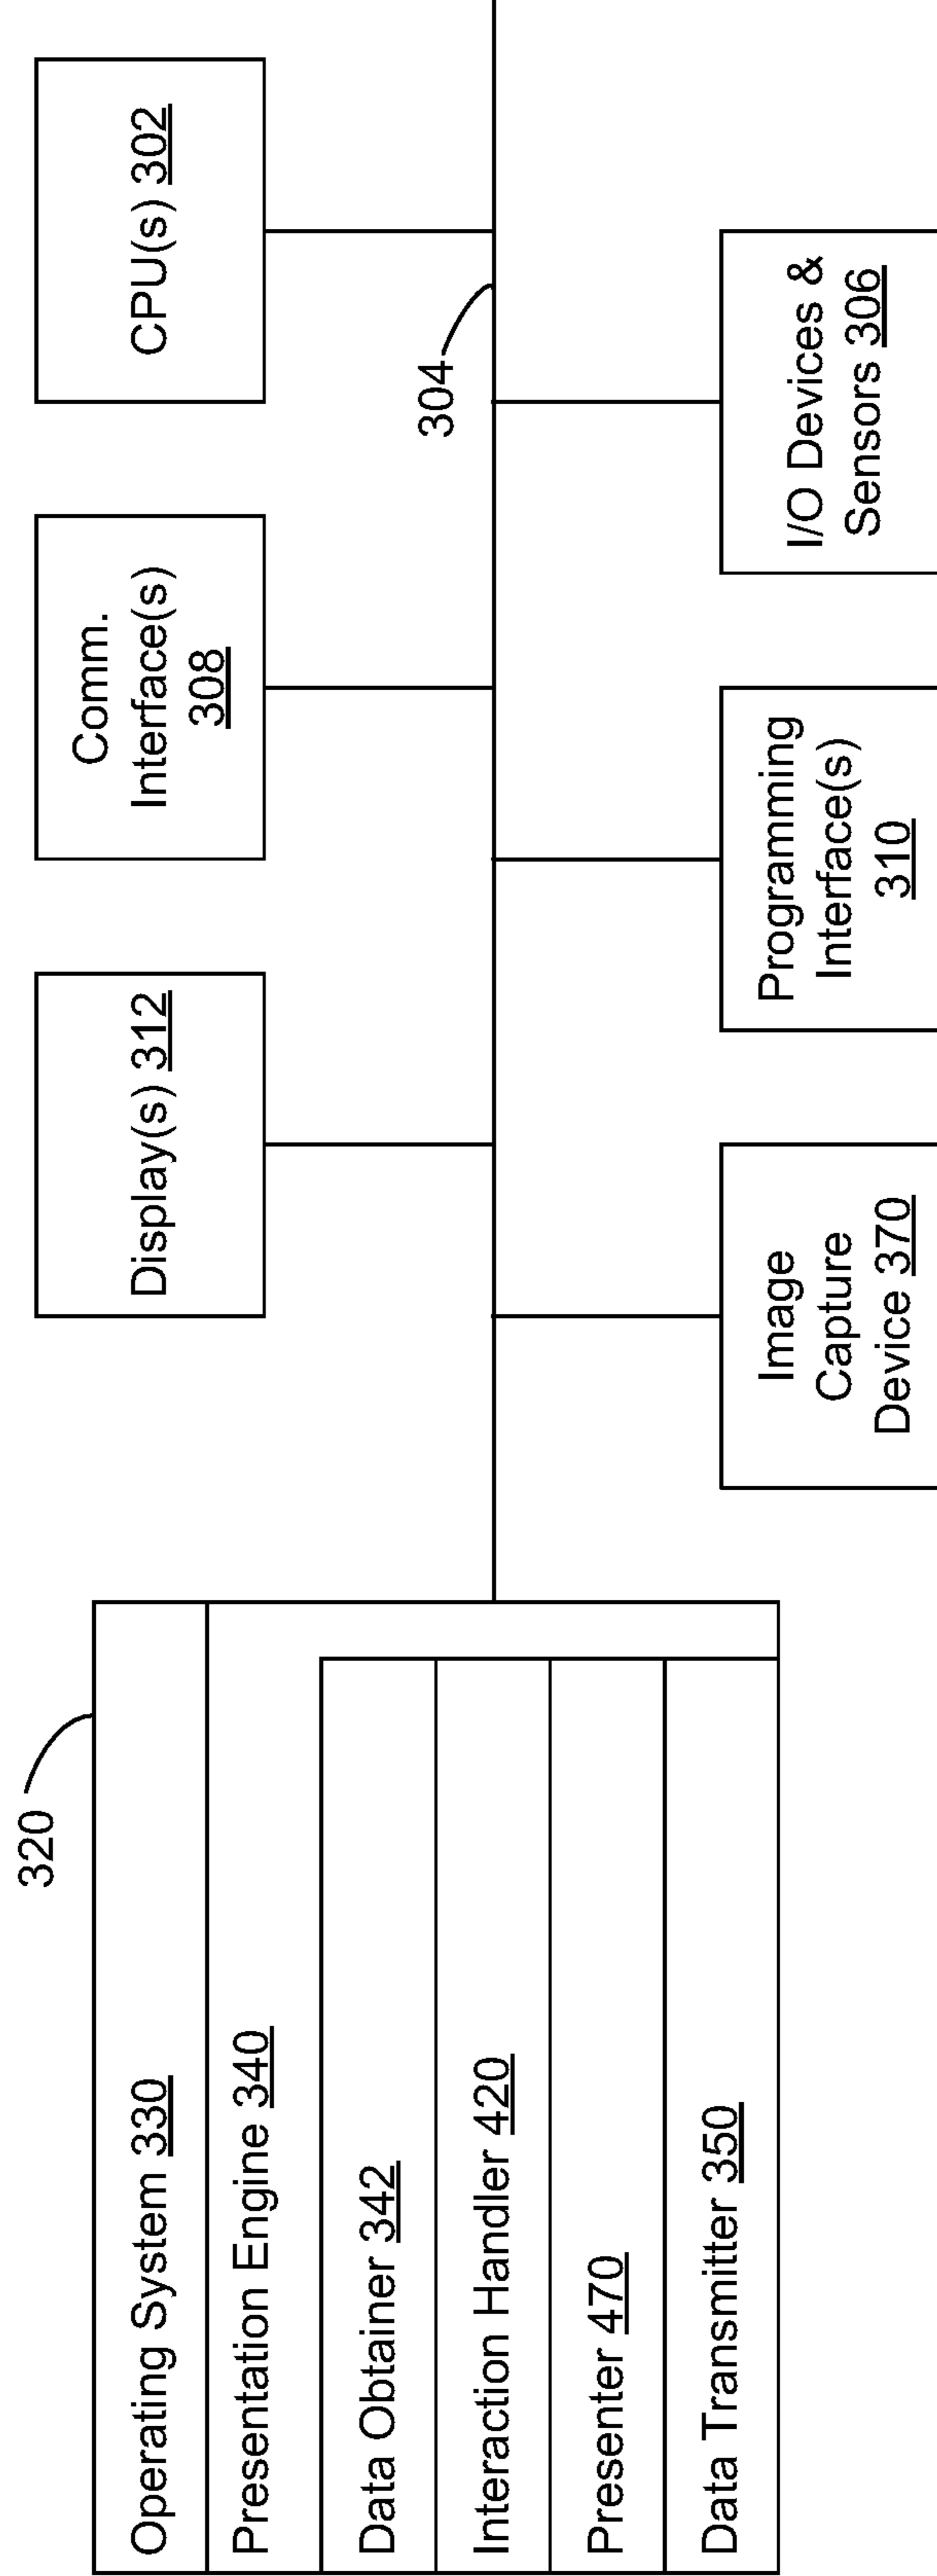 320
Operating System 330
Presentation Engine 340
Data Obtainer 342
Interaction Handler 420
Presenter 470
Data Transmitter 350
Display(s) 312
Comm.
Interface(s)
308
CPU(s) 302
304
Image
Capture
Device 370
Programming
Interface(s)
310
I/O Devices &
Sensors 306